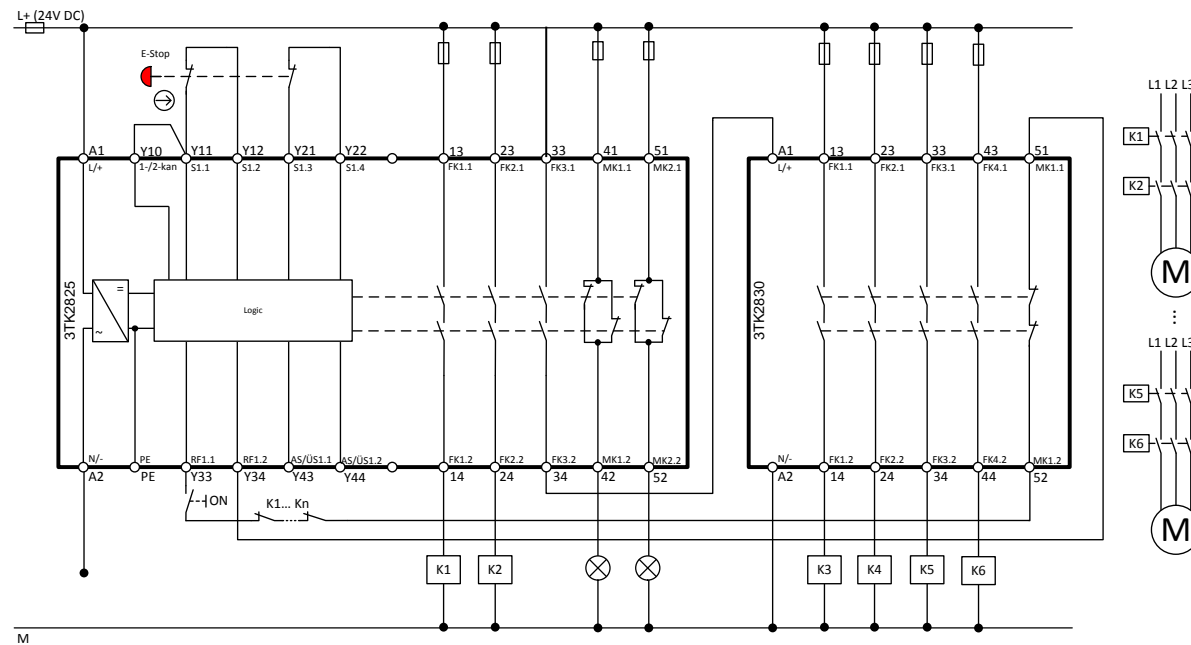 L+ (24V DC)
E-Stop
L1 L2 L3
K1
K2
M
L1 L2 L3
K5
K6
M
A1 Y10 Y11 Y12 Y21 Y22 13 23 33 41 51
L/+ 1-/2-kan S1.1 S1.2 S1.3 S1.4 FK1.1 FK2.1 FK3.1 MK1.1 MK2.1
A1 13 23 33 43 51
L/+ FK1.1 FK2.1 FK3.1 FK4.1 MK1.1
3TK2825
=
~
Logic
3TK2830
N/- PE RF1.1 RF1.2 AS/ÜS1.1 AS/ÜS1.2 FK1.2 FK2.2 FK3.2 MK1.2 MK2.2
A2 PE Y33 Y34 Y43 Y44 14 24 34 42 52
N/- FK1.2 FK2.2 FK3.2 FK4.2 MK1.2
A2 14 24 34 44 52
ON
K1... Kn
K1 K2 K3 K4 K5 K6
M